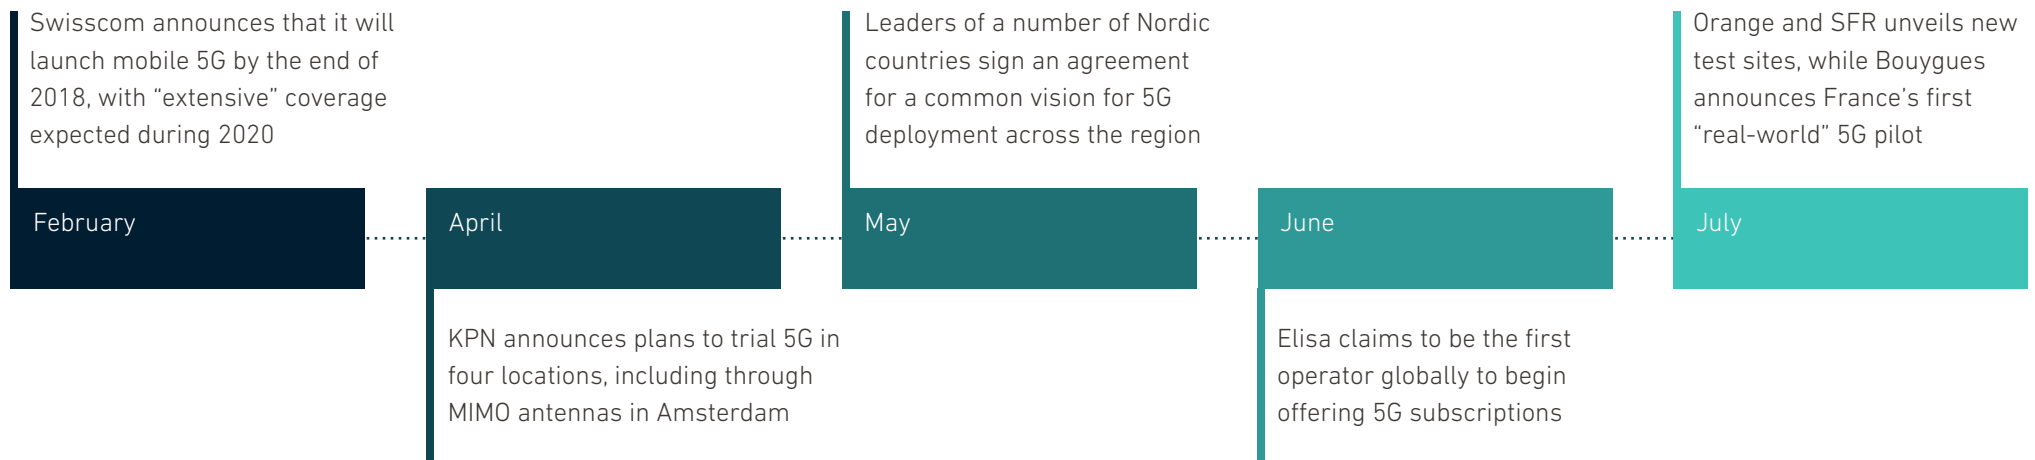 Swisscom announces that it will
launch mobile 5G by the end of
2018, with “extensive” coverage
expected during 2020
February
April
KPN announces plans to trial 5G in
four locations, including through
MIMO antennas in Amsterdam
Leaders of a number of Nordic
countries sign an agreement
for a common vision for 5G
deployment across the region
May
June
Elisa claims to be the first
operator globally to begin
offering 5G subscriptions
Orange and SFR unveils new
test sites, while Bouygues
announces France’s first
“real-world” 5G pilot
July